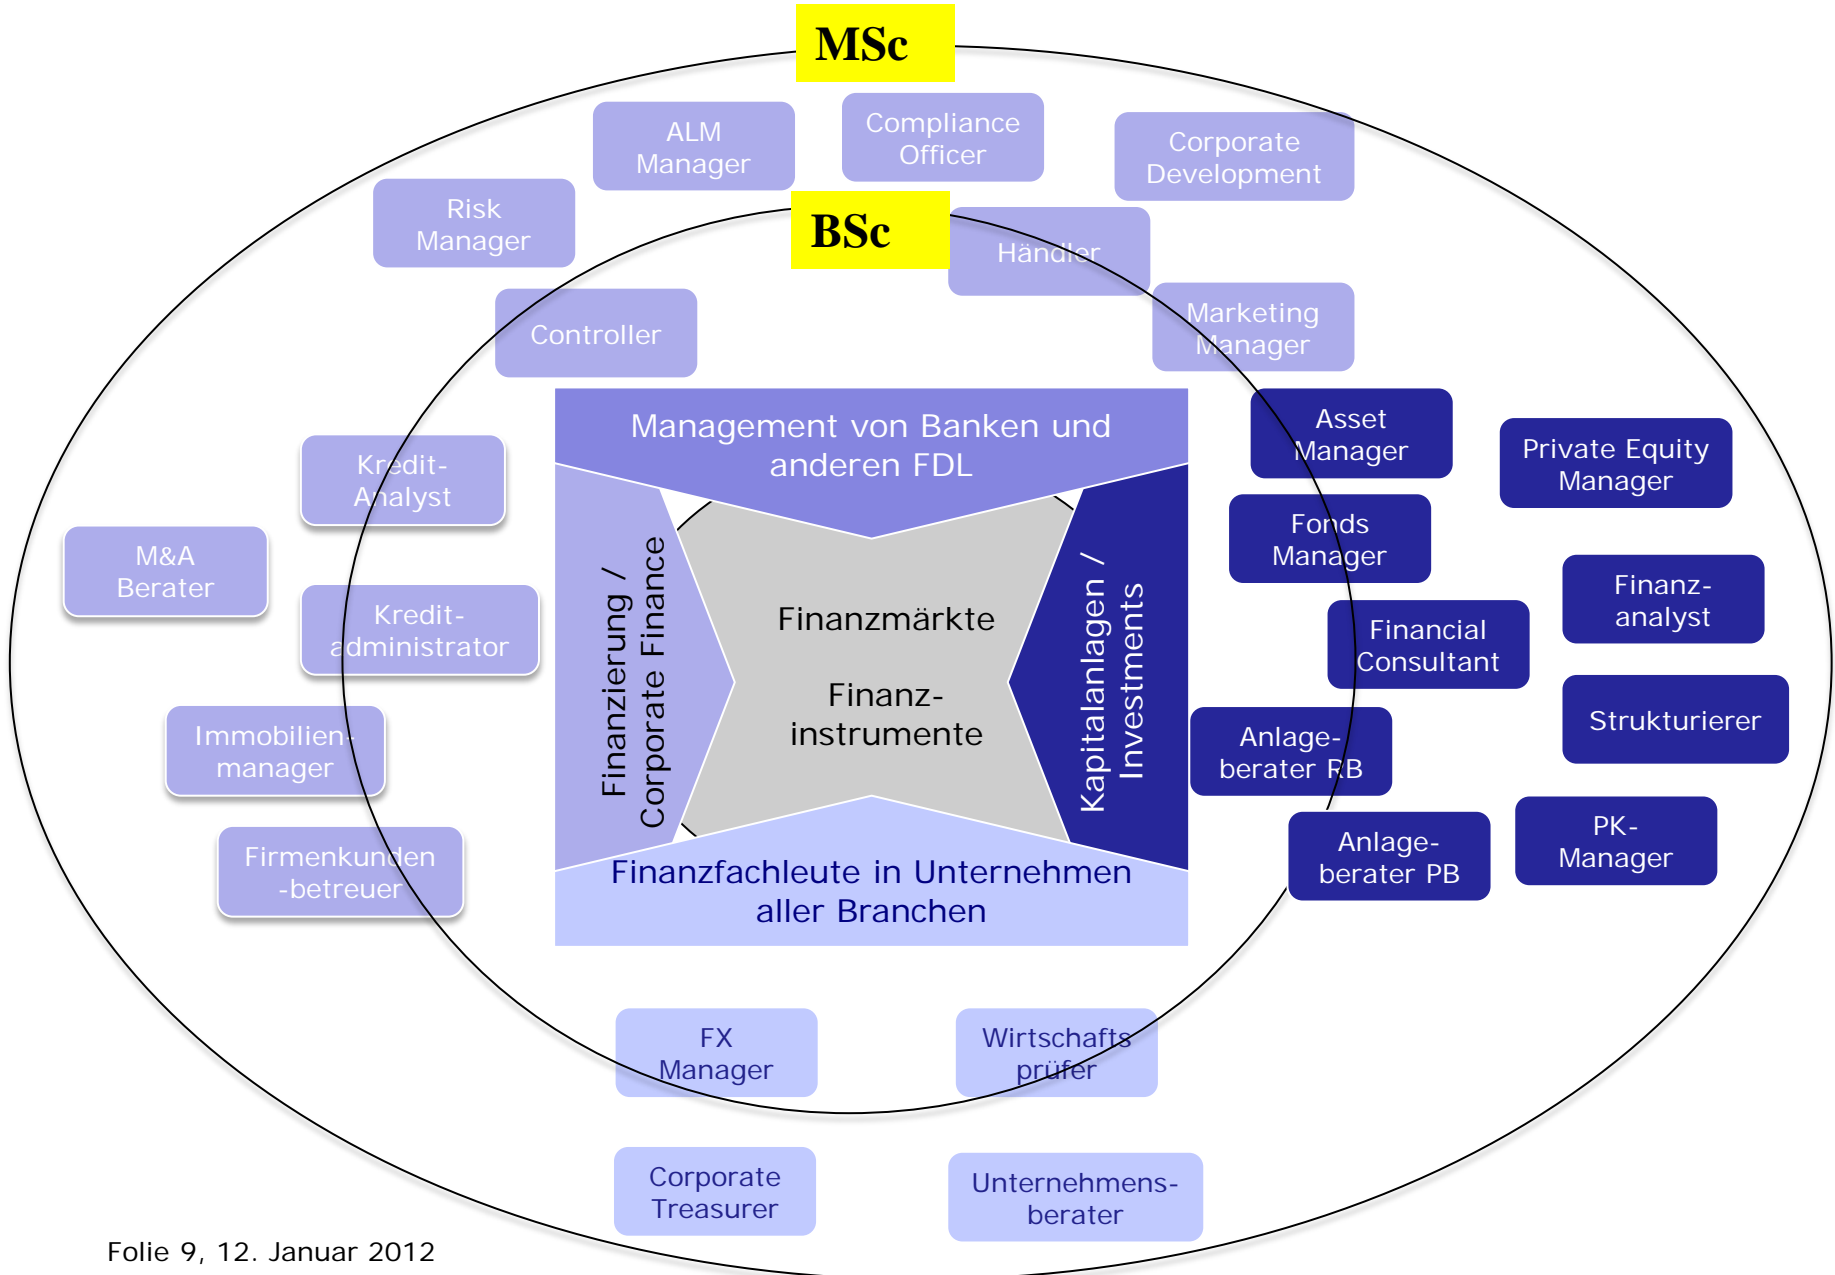 MSc
ALM
Manager
Compliance
Officer
Corporate
Development
Risk
Manager
BSc
Händler
Controller
Marketing
Manager
Management von Banken und
anderen FDL
Asset
Manager
Private Equity
Manager
Kredit-
Analyst
Fonds
Manager
M&A
Berater
Finanzierung /
Corporate Finance
Finanzmärkte
Finanz-
instrumente
Kapitalanlagen /
Investments
Finanz-
analyst
Kredit-
administrator
Financial
Consultant
Immobilien-
manager
Anlage-
berater RB
Strukturierer
Firmenkunden
-betreuer
Finanzfachleute in Unternehmen
aller Branchen
Anlage-
berater PB
PK-
Manager
FX
Manager
Wirtschafts
prüfer
Corporate
Treasurer
Unternehmens-
berater
Folie 9, 12. Januar 2012